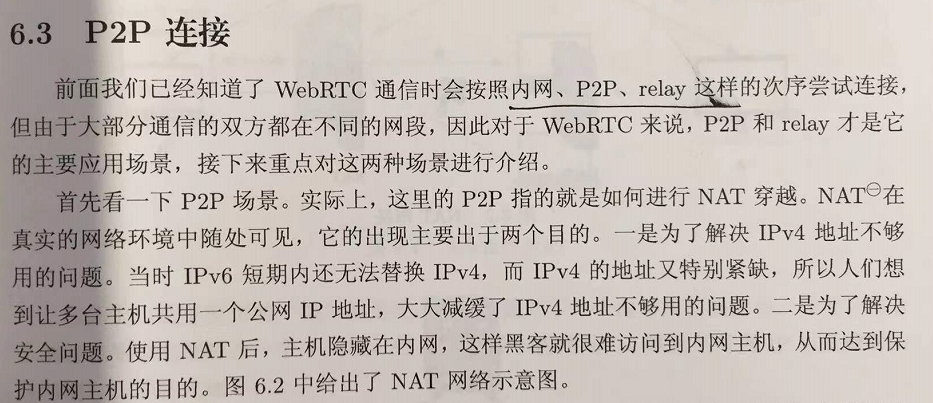 6.3 P2P 连接
前面我们已经知道了 WebRTC 通信时会按照内网、P2P、relay 这样的次序尝试连接，
但由于大部分通信的双方都在不同的网段，因此对于 WebRTC 来说，P2P 和 relay 才是它
的主要应用场景，接下来重点对这两种场景进行介绍。
首先看一下 P2P 场景。实际上，这里的 P2P 指的就是如何进行 NAT 穿越。NAT㊀在
真实的网络环境中随处可见，它的出现主要出于两个目的。一是为了解决 IPv4 地址不够
用的问题。当时 IPv6 短期内还无法替换 IPv4，而 IPv4 的地址又特别紧缺，所以人们想
到让多台主机共用一个公网 IP 地址，大大减缓了 IPv4 地址不够用的问题。二是为了解决
安全问题。使用 NAT 后，主机隐藏在内网，这样黑客就很难访问到内网主机，从而达到保
护内网主机的目的。图 6.2 中给出了 NAT 网络示意图。